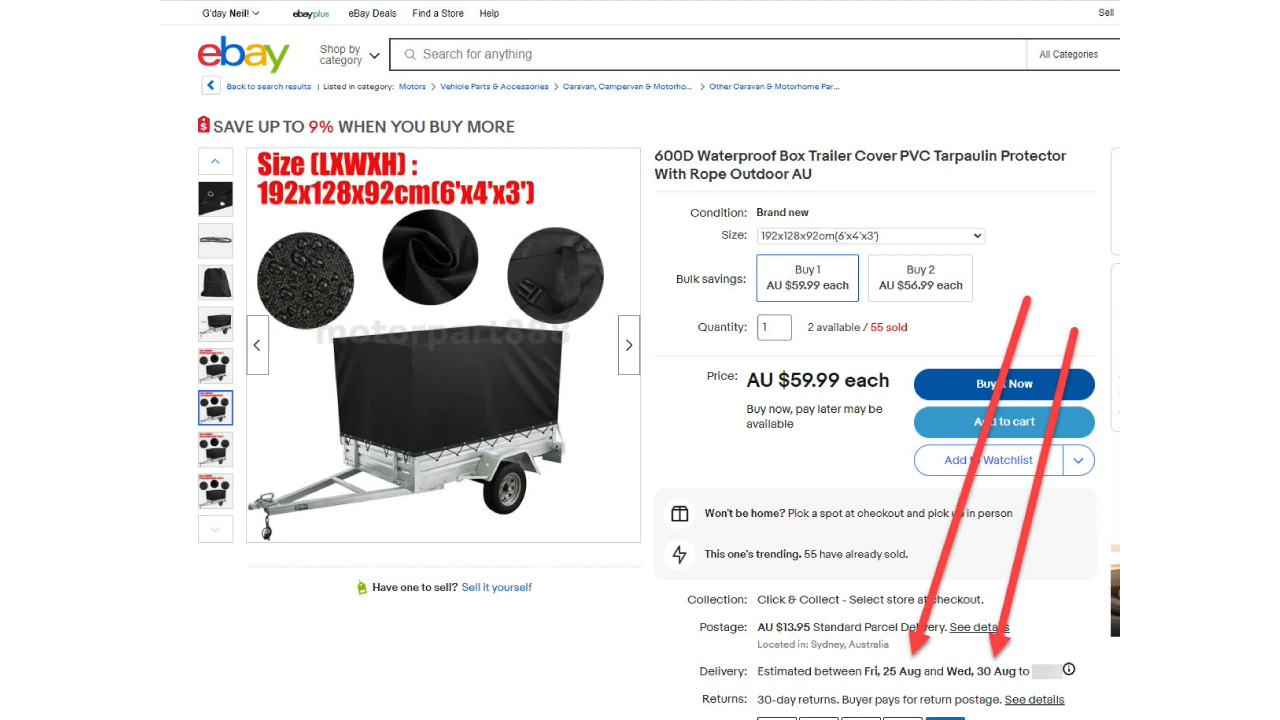 G'day Neil!
ebayplus
eBay Deals
Find a Store
Help
Sell
ebay
Shop by
category
Search for anything
All Categories
Back to search results | Listed in category: Motors > Vehicle Parts & Accessories > Caravan, Campervan & Motorho... > Other Caravan & Motorhome Par...
SAVE UP TO 9% WHEN YOU BUY MORE
Size (LXWXH) :
192x128x92cm(6'x4'x3')
motorpart888
600D Waterproof Box Trailer Cover PVC Tarpaulin Protector
With Rope Outdoor AU
Condition: Brand new
Size: 192x128x92cm(6'x4'x3')
Bulk savings:
Buy 1
AU $59.99 each
Buy 2
AU $56.99 each
Quantity: 1 2 available / 55 sold
Price: AU $59.99 each
Buy now, pay later may be
available
Buy It Now
Add to cart
Add to Watchlist
Won't be home? Pick a spot at checkout and pick up in person
This one's trending. 55 have already sold.
Have one to sell? Sell it yourself
Collection: Click & Collect - Select store at checkout.
Postage: AU $13.95 Standard Parcel Delivery. See details
Located in: Sydney, Australia
Delivery: Estimated between Fri, 25 Aug and Wed, 30 Aug to
Returns: 30-day returns. Buyer pays for return postage. See details